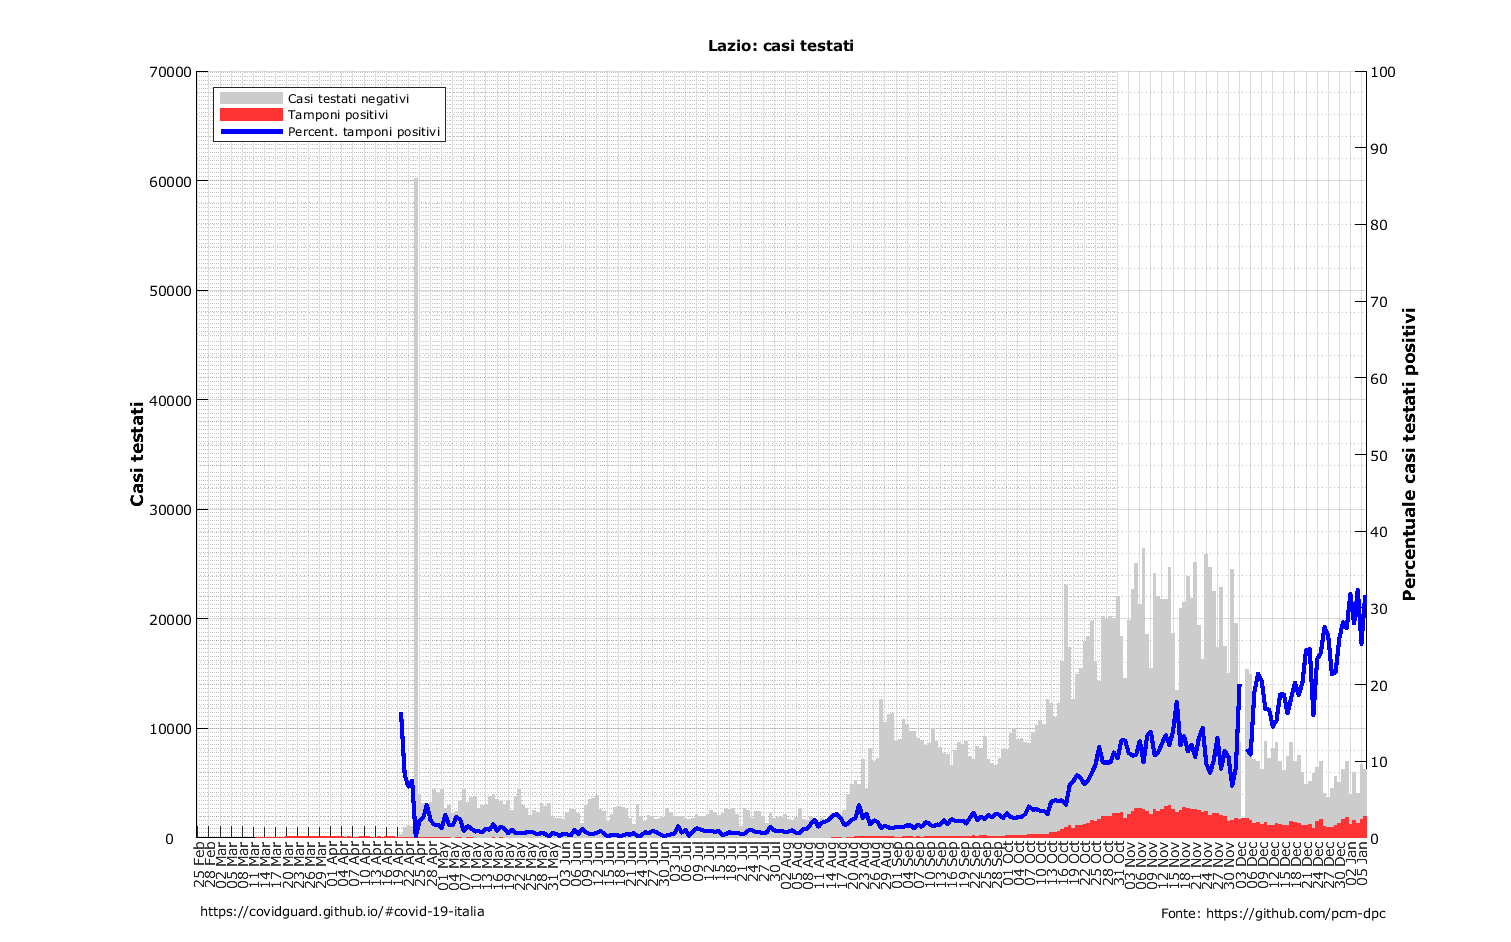 Lazio: casi testati
Casi testati negativi
Tamponi positivi
Percent. tamponi positivi
Casi testati
70000
60000
50000
40000
30000
20000
10000
0
Percentuale casi testati positivi
100
90
80
70
60
50
40
30
20
10
0
25 Feb
28 Feb
02 Mar
05 Mar
08 Mar
11 Mar
14 Mar
17 Mar
20 Mar
23 Mar
26 Mar
29 Mar
01 Apr
04 Apr
07 Apr
10 Apr
13 Apr
16 Apr
19 Apr
22 Apr
25 Apr
28 Apr
01 May
04 May
07 May
10 May
13 May
16 May
19 May
22 May
25 May
28 May
31 May
03 Jun
06 Jun
09 Jun
12 Jun
15 Jun
18 Jun
21 Jun
24 Jun
27 Jun
30 Jun
03 Jul
06 Jul
09 Jul
12 Jul
15 Jul
18 Jul
21 Jul
24 Jul
27 Jul
30 Jul
02 Aug
05 Aug
08 Aug
11 Aug
14 Aug
17 Aug
20 Aug
23 Aug
26 Aug
29 Aug
01 Sep
04 Sep
07 Sep
10 Sep
13 Sep
16 Sep
19 Sep
22 Sep
25 Sep
28 Sep
01 Oct
04 Oct
07 Oct
10 Oct
13 Oct
16 Oct
19 Oct
22 Oct
25 Oct
28 Oct
31 Oct
03 Nov
06 Nov
09 Nov
12 Nov
15 Nov
18 Nov
21 Nov
24 Nov
27 Nov
30 Nov
03 Dec
06 Dec
09 Dec
12 Dec
15 Dec
18 Dec
21 Dec
24 Dec
27 Dec
30 Dec
02 Jan
05 Jan
https://covidguard.github.io/#covid-19-italia
Fonte: https://github.com/pcm-dpc